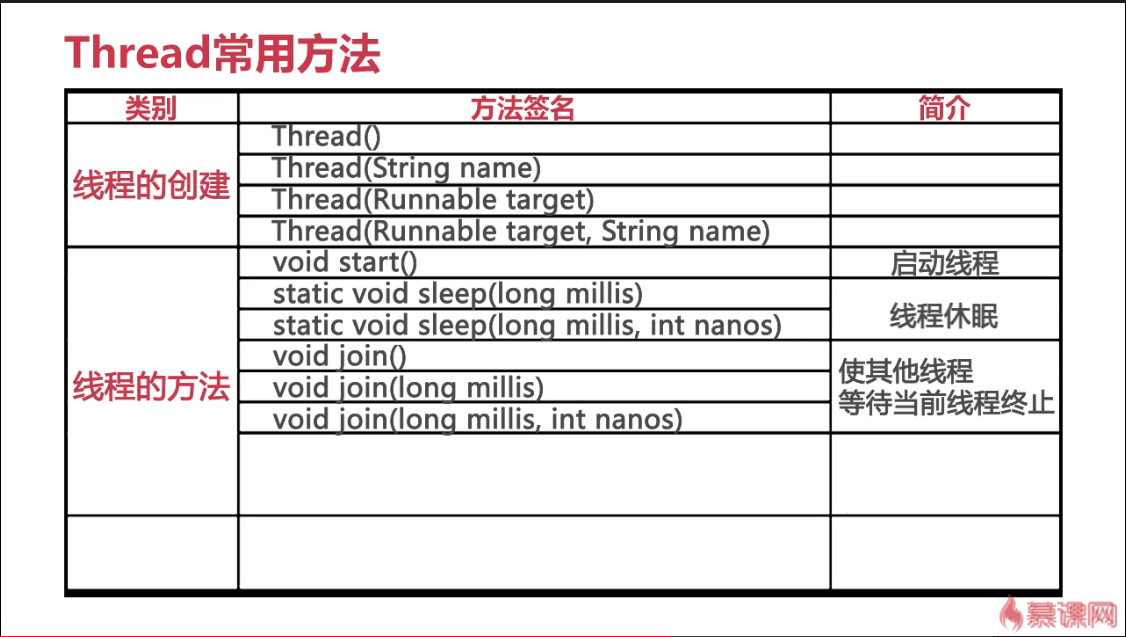 Thread常用方法
类别 方法签名 简介
线程的创建
Thread()
Thread(String name)
Thread(Runnable target)
Thread(Runnable target, String name)
线程的方法
void start() 启动线程
static void sleep(long millis)
static void sleep(long millis, int nanos)
线程休眠
void join()
void join(long millis)
void join(long millis, int nanos)
使其他线程
等待当前线程终止
慕课网